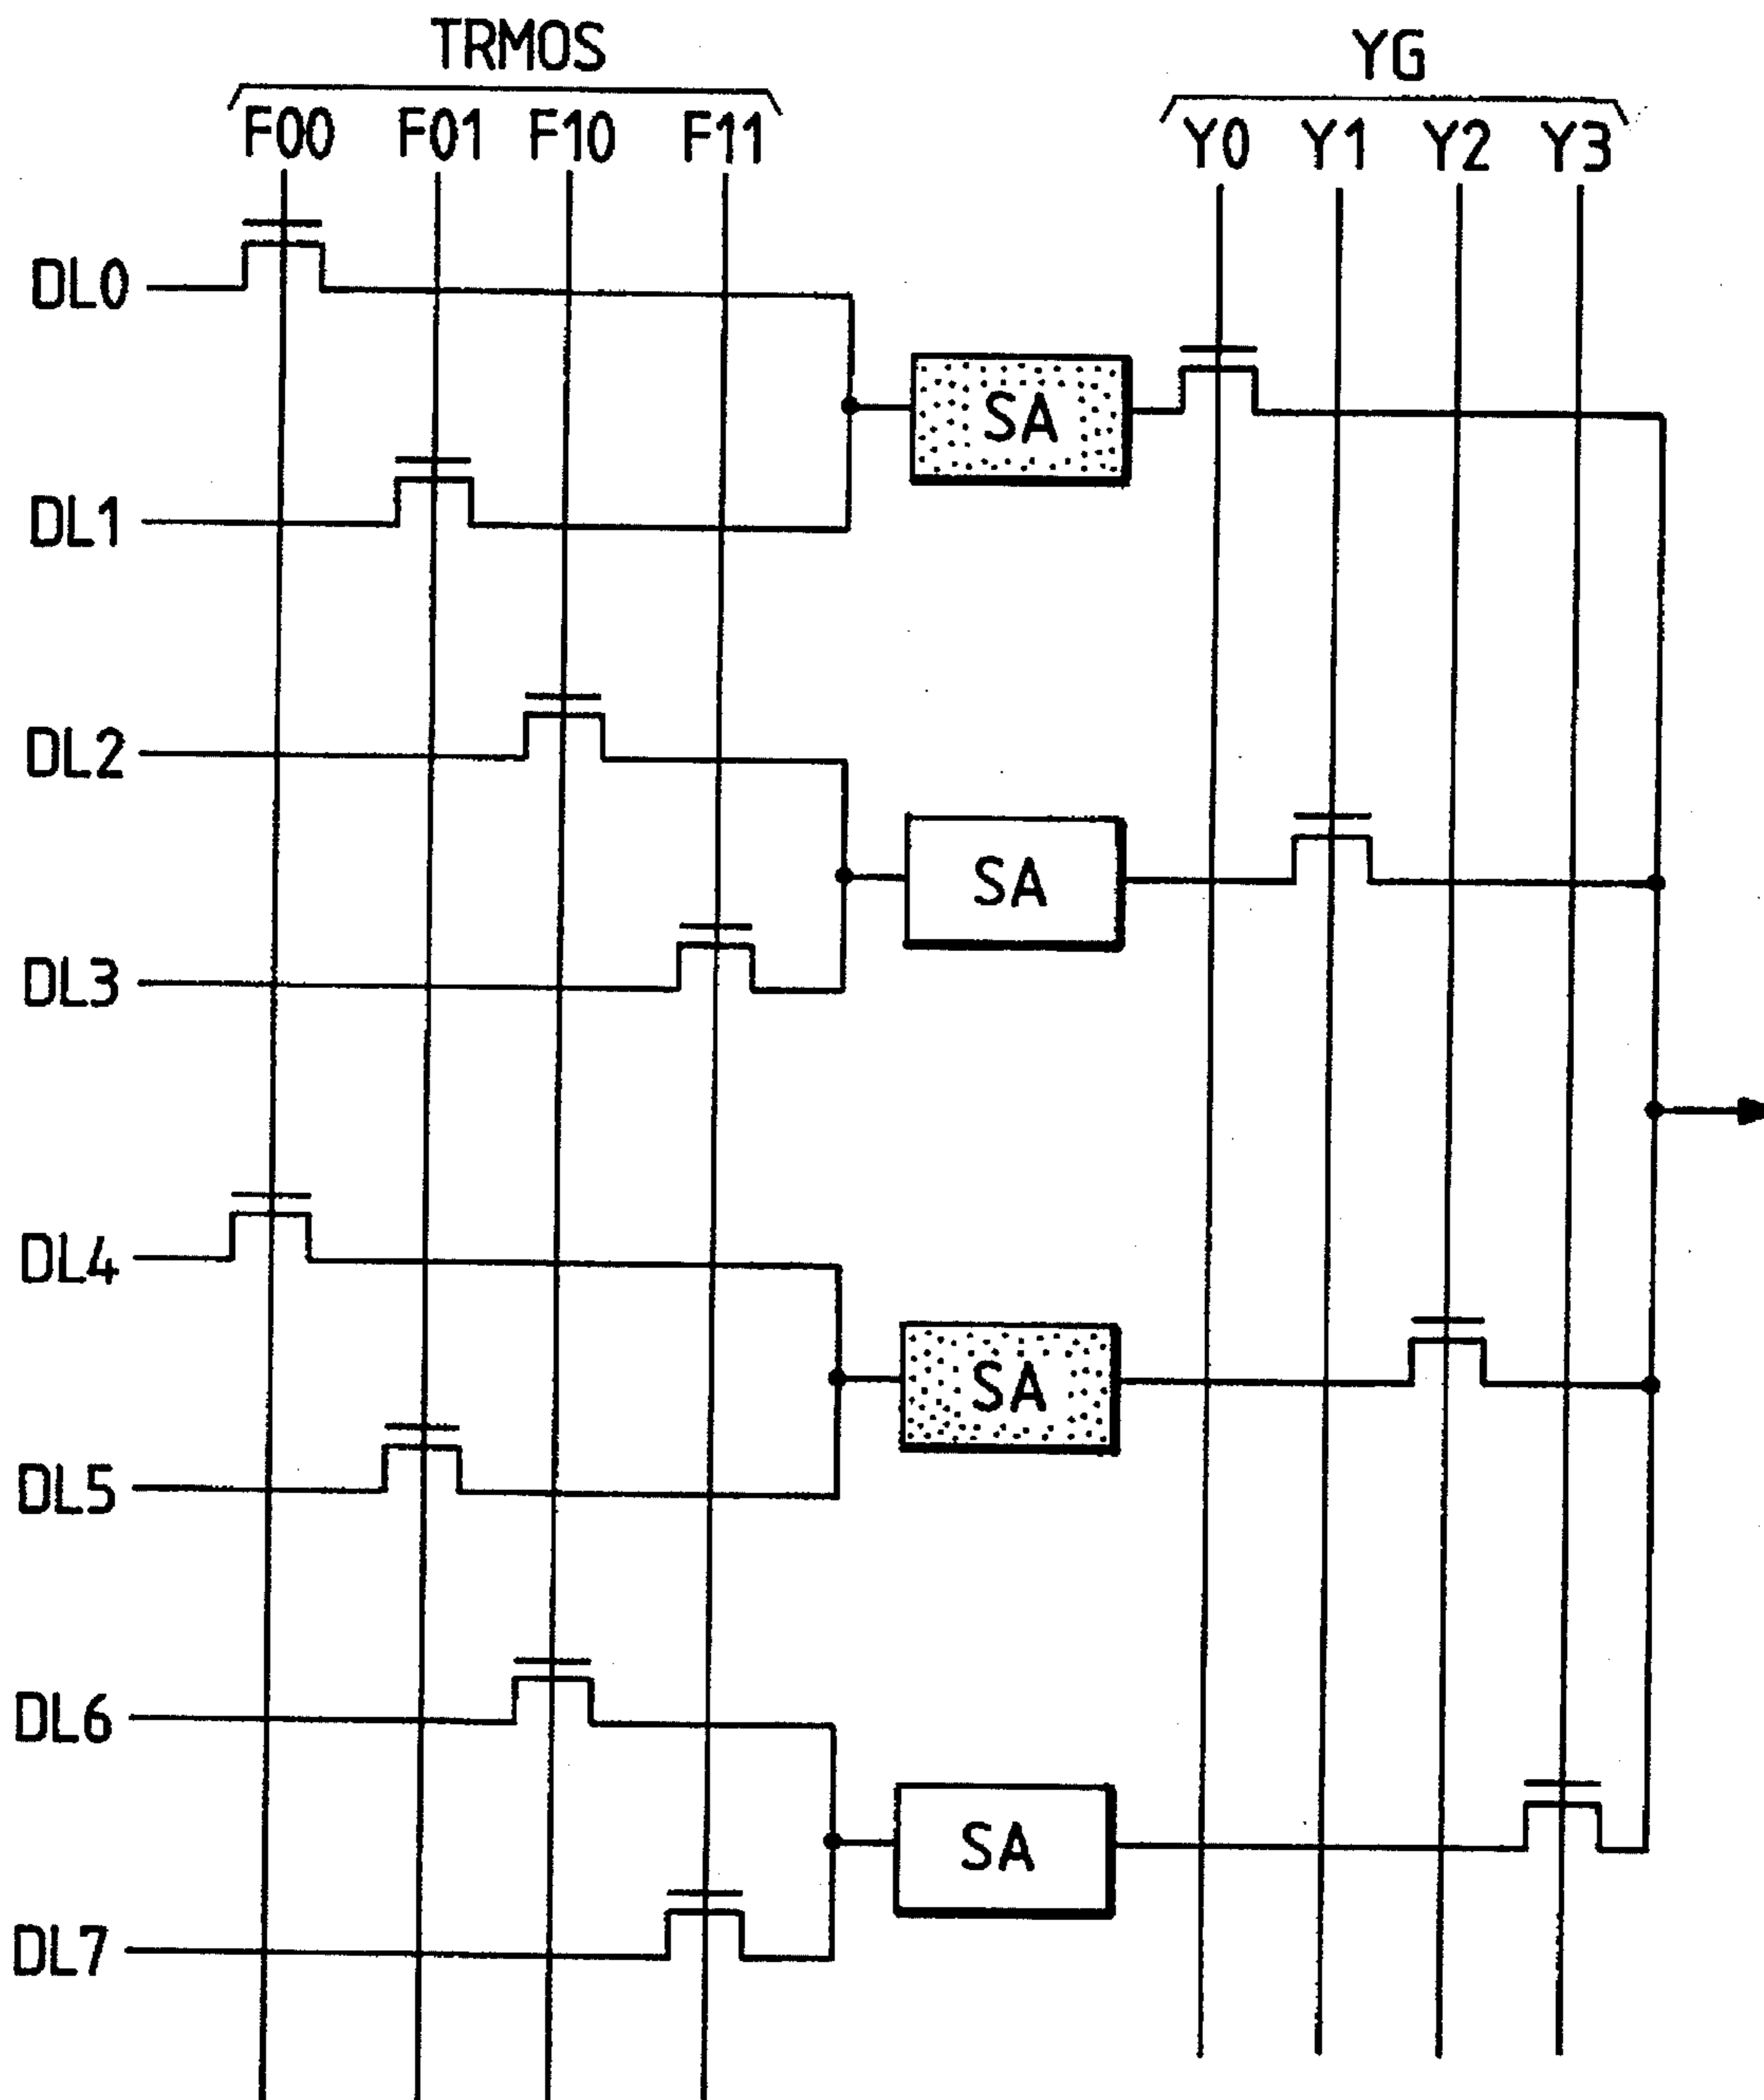 TRMOS YG
F00 F01 F10 F11 Y0 Y1 Y2 Y3
DL0
SA
DL1
DL2
SA
DL3
DL4
SA
DL5
DL6
SA
DL7